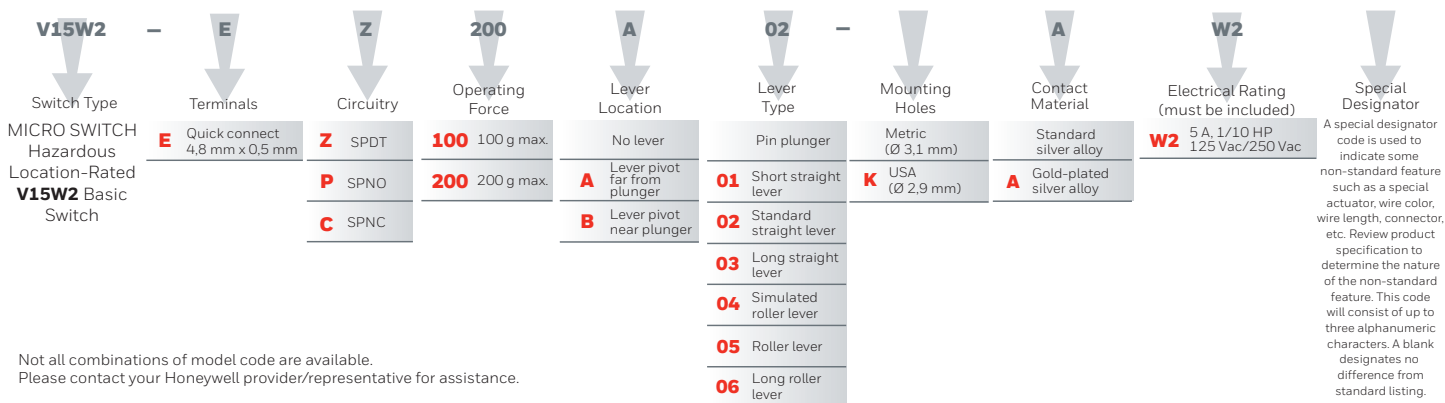 V15W2 – E Z 200 A 02 – A W2
Switch Type
MICRO SWITCH
Hazardous
Location-Rated
V15W2 Basic
Switch
Terminals
E Quick connect
4,8 mm x 0,5 mm
Circuitry
Z SPDT
P SPNO
C SPNC
Operating
Force
100 100 g max.
200 200 g max.
Lever
Location
No lever
A Lever pivot
far from
plunger
B Lever pivot
near plunger
Lever
Type
Pin plunger
01 Short straight
lever
02 Standard
straight lever
03 Long straight
lever
04 Simulated
roller lever
05 Roller lever
06 Long roller
lever
Mounting
Holes
Metric
(Ø 3,1 mm)
K USA
(Ø 2,9 mm)
Contact
Material
Standard
silver alloy
A Gold-plated
silver alloy
Electrical Rating
(must be included)
W2 5 A, 1/10 HP
125 Vac/250 Vac
Special
Designator
A special designator
code is used to
indicate some
non-standard feature
such as a special
actuator, wire color,
wire length, connector,
etc. Review product
specification to
determine the nature
of the non-standard
feature. This code
will consist of up to
three alphanumeric
characters. A blank
designates no
difference from
standard listing.
Not all combinations of model code are available.
Please contact your Honeywell provider/representative for assistance.